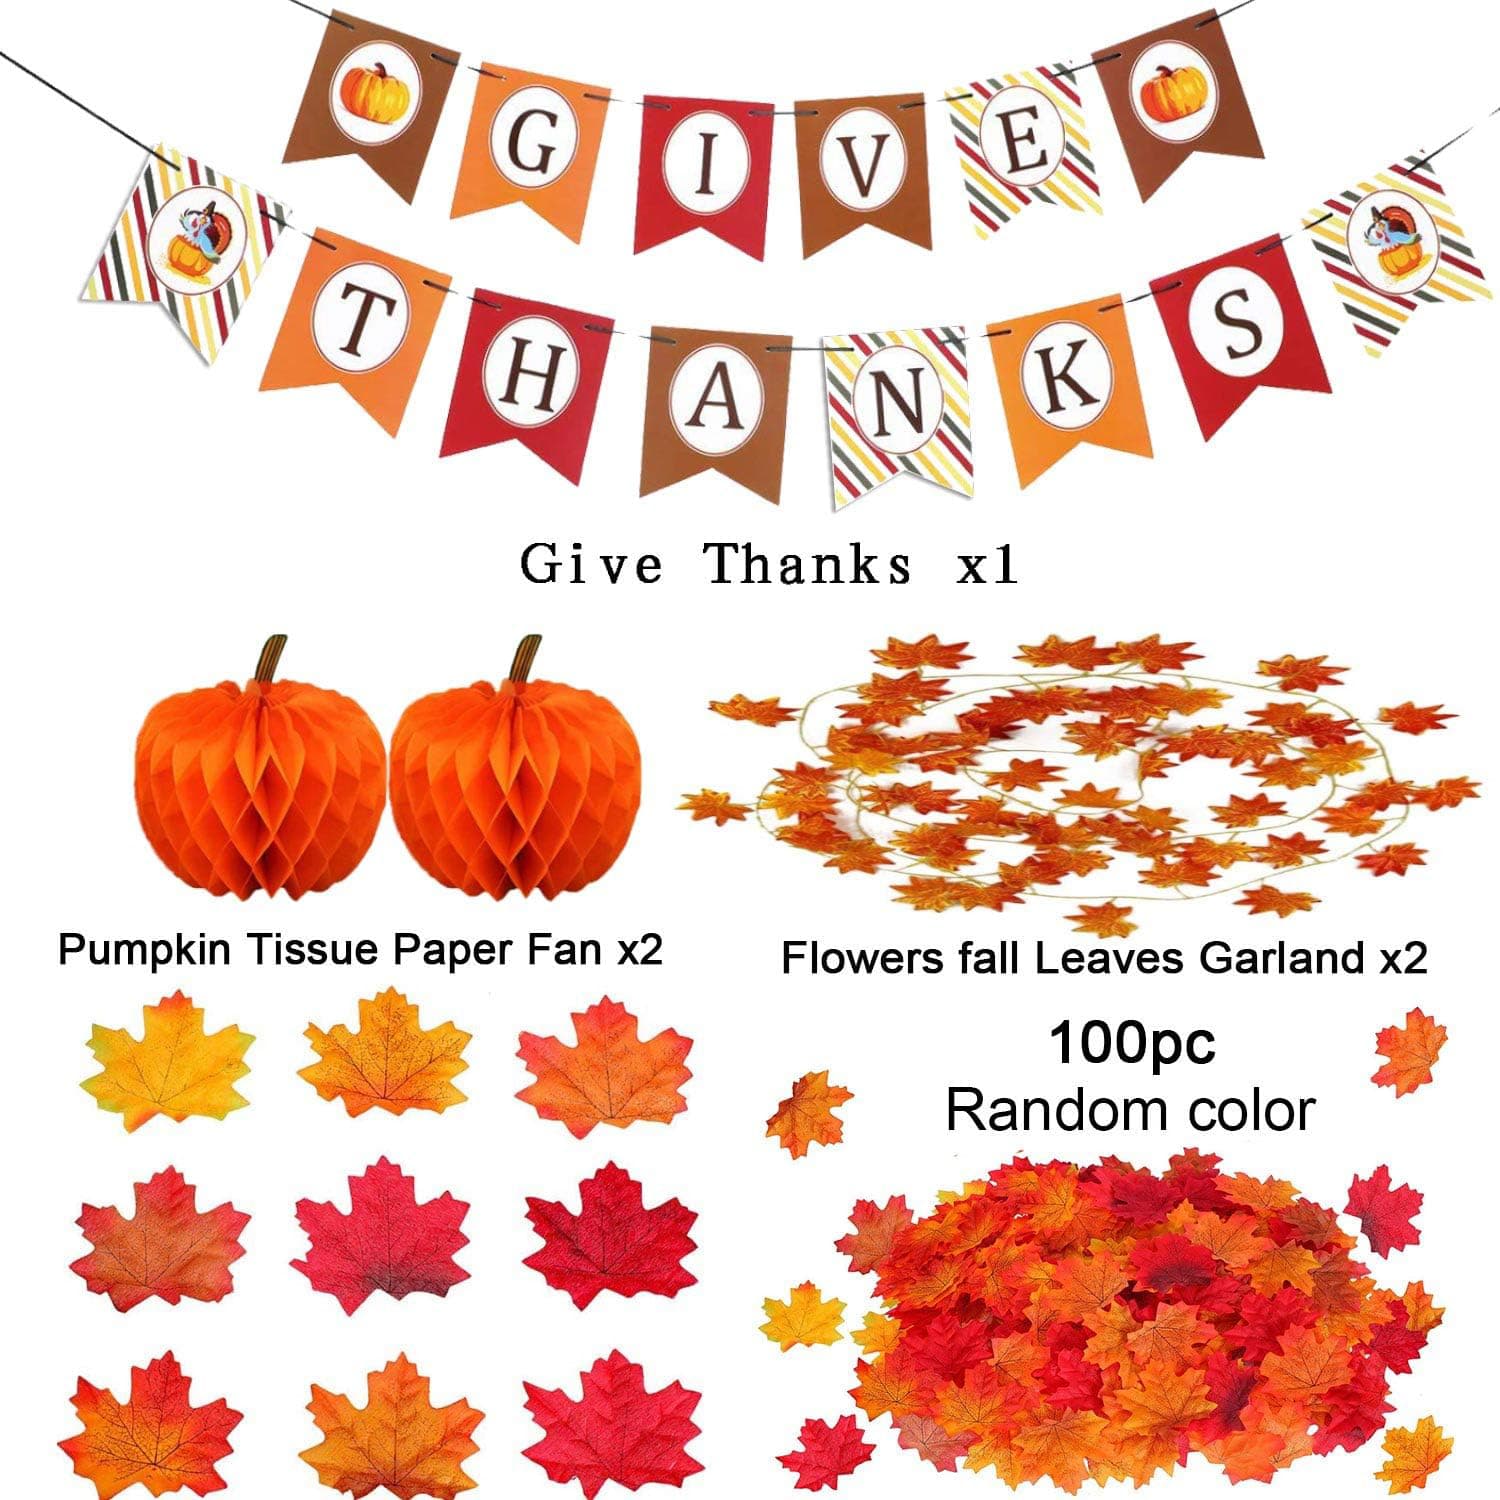 GIVE
THANKS
Give Thanks x1
Pumpkin Tissue Paper Fan x2
Flowers fall Leaves Garland x2
100pc
Random color